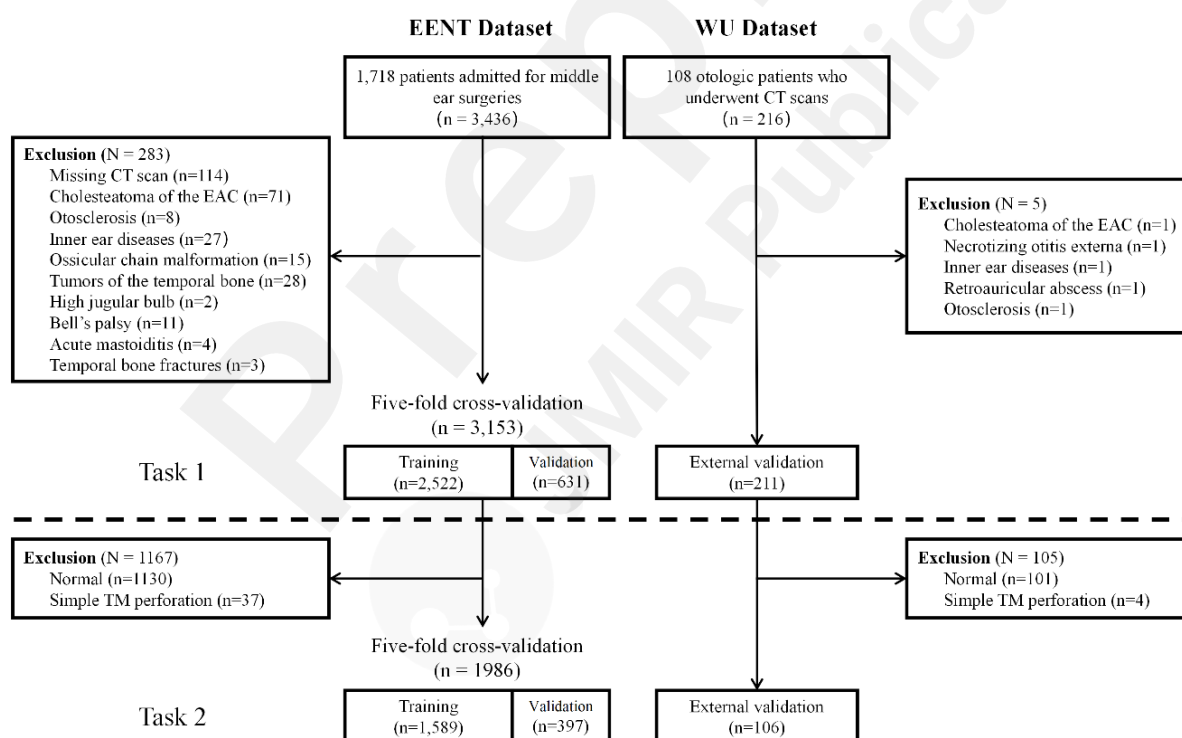 EENT Dataset
WU Dataset
1,718 patients admitted for middle
ear surgeries
(n = 3,436)
108 otologic patients who
underwent CT scans
(n = 216)
Exclusion (N = 283)
Missing CT scan (n=114)
Cholesteatoma of the EAC (n=71)
Otosclerosis (n=8)
Inner ear diseases (n=27)
Ossicular chain malformation (n=15)
Tumors of the temporal bone (n=28)
High jugular bulb (n=2)
Bell's palsy (n=11)
Acute mastoiditis (n=4)
Temporal bone fractures (n=3)
Exclusion (N = 5)
Cholesteatoma of the EAC (n=1)
Necrotizing otitis externa (n=1)
Inner ear diseases (n=1)
Retroauricular abscess (n=1)
Otosclerosis (n=1)
Five-fold cross-validation
(n = 3,153)
Task 1
Training
(n=2,522)
Validation
(n=631)
External validation
(n=211)
Exclusion (N = 1167)
Normal (n=1130)
Simple TM perforation (n=37)
Exclusion (N = 105)
Normal (n=101)
Simple TM perforation (n=4)
Five-fold cross-validation
(n = 1986)
Task 2
Training
(n=1,589)
Validation
(n=397)
External validation
(n=106)
Prep
JMIR Publica